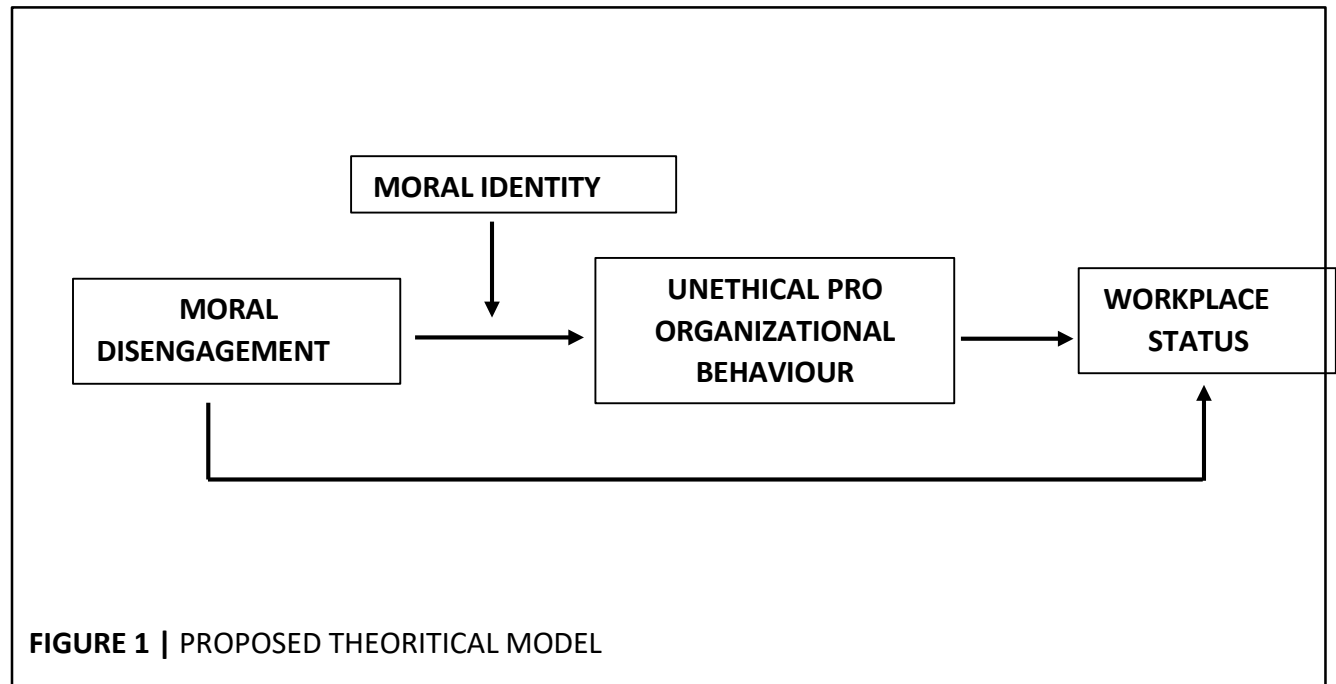 MORAL IDENTITY
MORAL
DISENGAGEMENT
UNETHICAL PRO
ORGANIZATIONAL
BEHAVIOUR
WORKPLACE
STATUS
FIGURE 1 | PROPOSED THEORITICAL MODEL